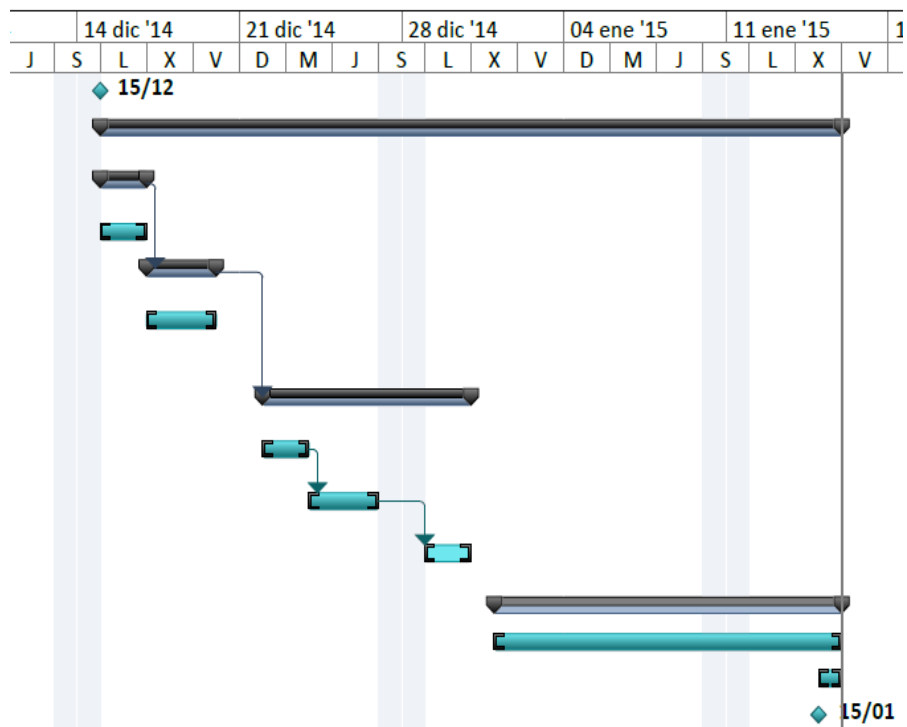 14 dic '14 21 dic '14 28 dic '14 04 ene '15 11 ene '15 1
J S L X V D M J S L X V D M J S L X V
15/12
15/01